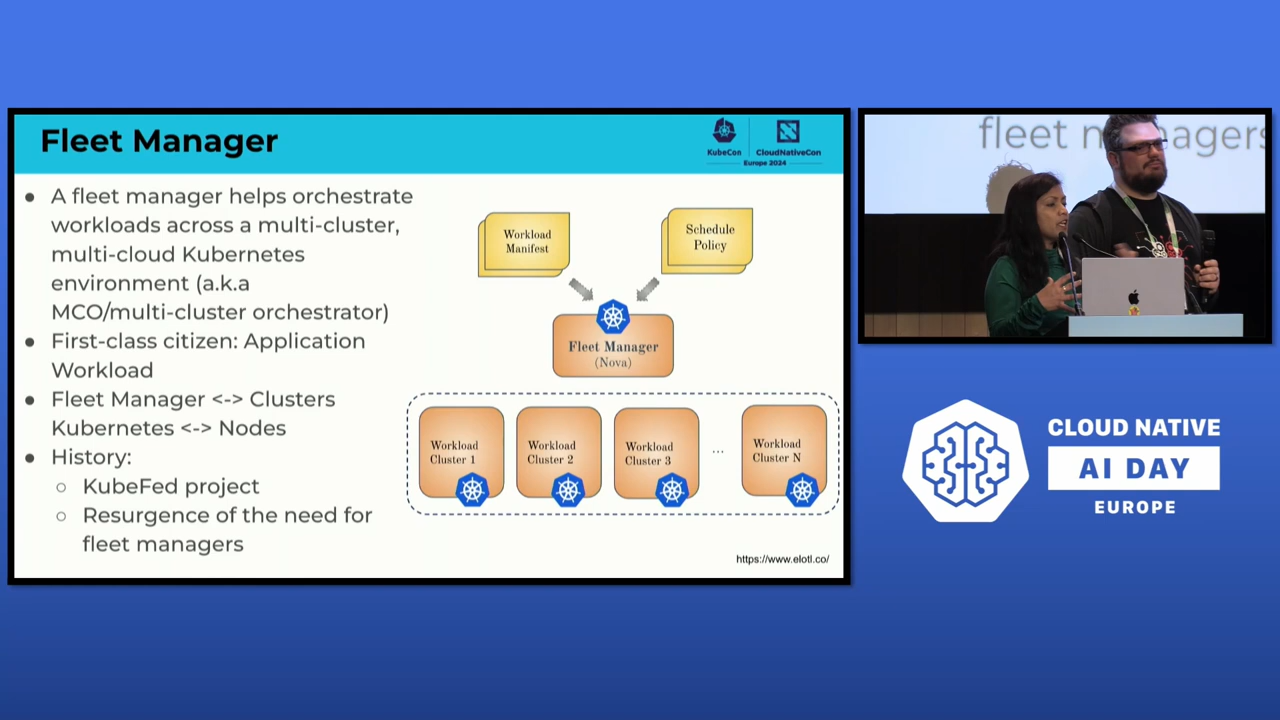 Fleet Manager
KubeCon
CloudNativeCon
Europe 2024
● A fleet manager helps orchestrate
workloads across a multi-cluster,
multi-cloud Kubernetes
environment (a.k.a
MCO/multi-cluster orchestrator)
● First-class citizen: Application
Workload
● Fleet Manager <-> Clusters
Kubernetes <-> Nodes
● History:
○ KubeFed project
○ Resurgence of the need for
fleet managers
Workload
Manifest
Schedule
Policy
Fleet Manager
(Nova)
Workload
Cluster 1
Workload
Cluster 2
Workload
Cluster 3
...
Workload
Cluster N
https://www.elotl.co/
fleet managers
CLOUD NATIVE
AI DAY
EUROPE